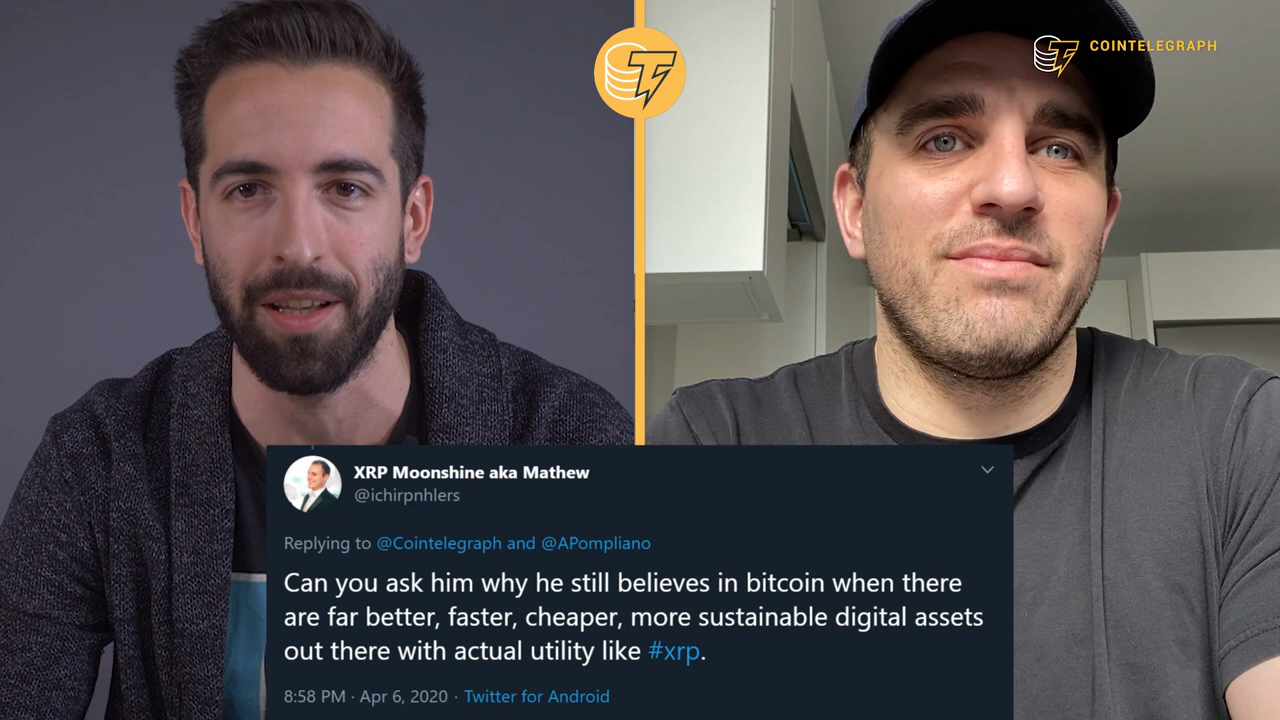 COINTELEGRAPH
XRP Moonshine aka Mathew
@ichirpnhlers
Replying to @Cointelegraph and @APompliano
Can you ask him why he still believes in bitcoin when there
are far better, faster, cheaper, more sustainable digital assets
out there with actual utility like #xrp.
8:58 PM · Apr 6, 2020 · Twitter for Android